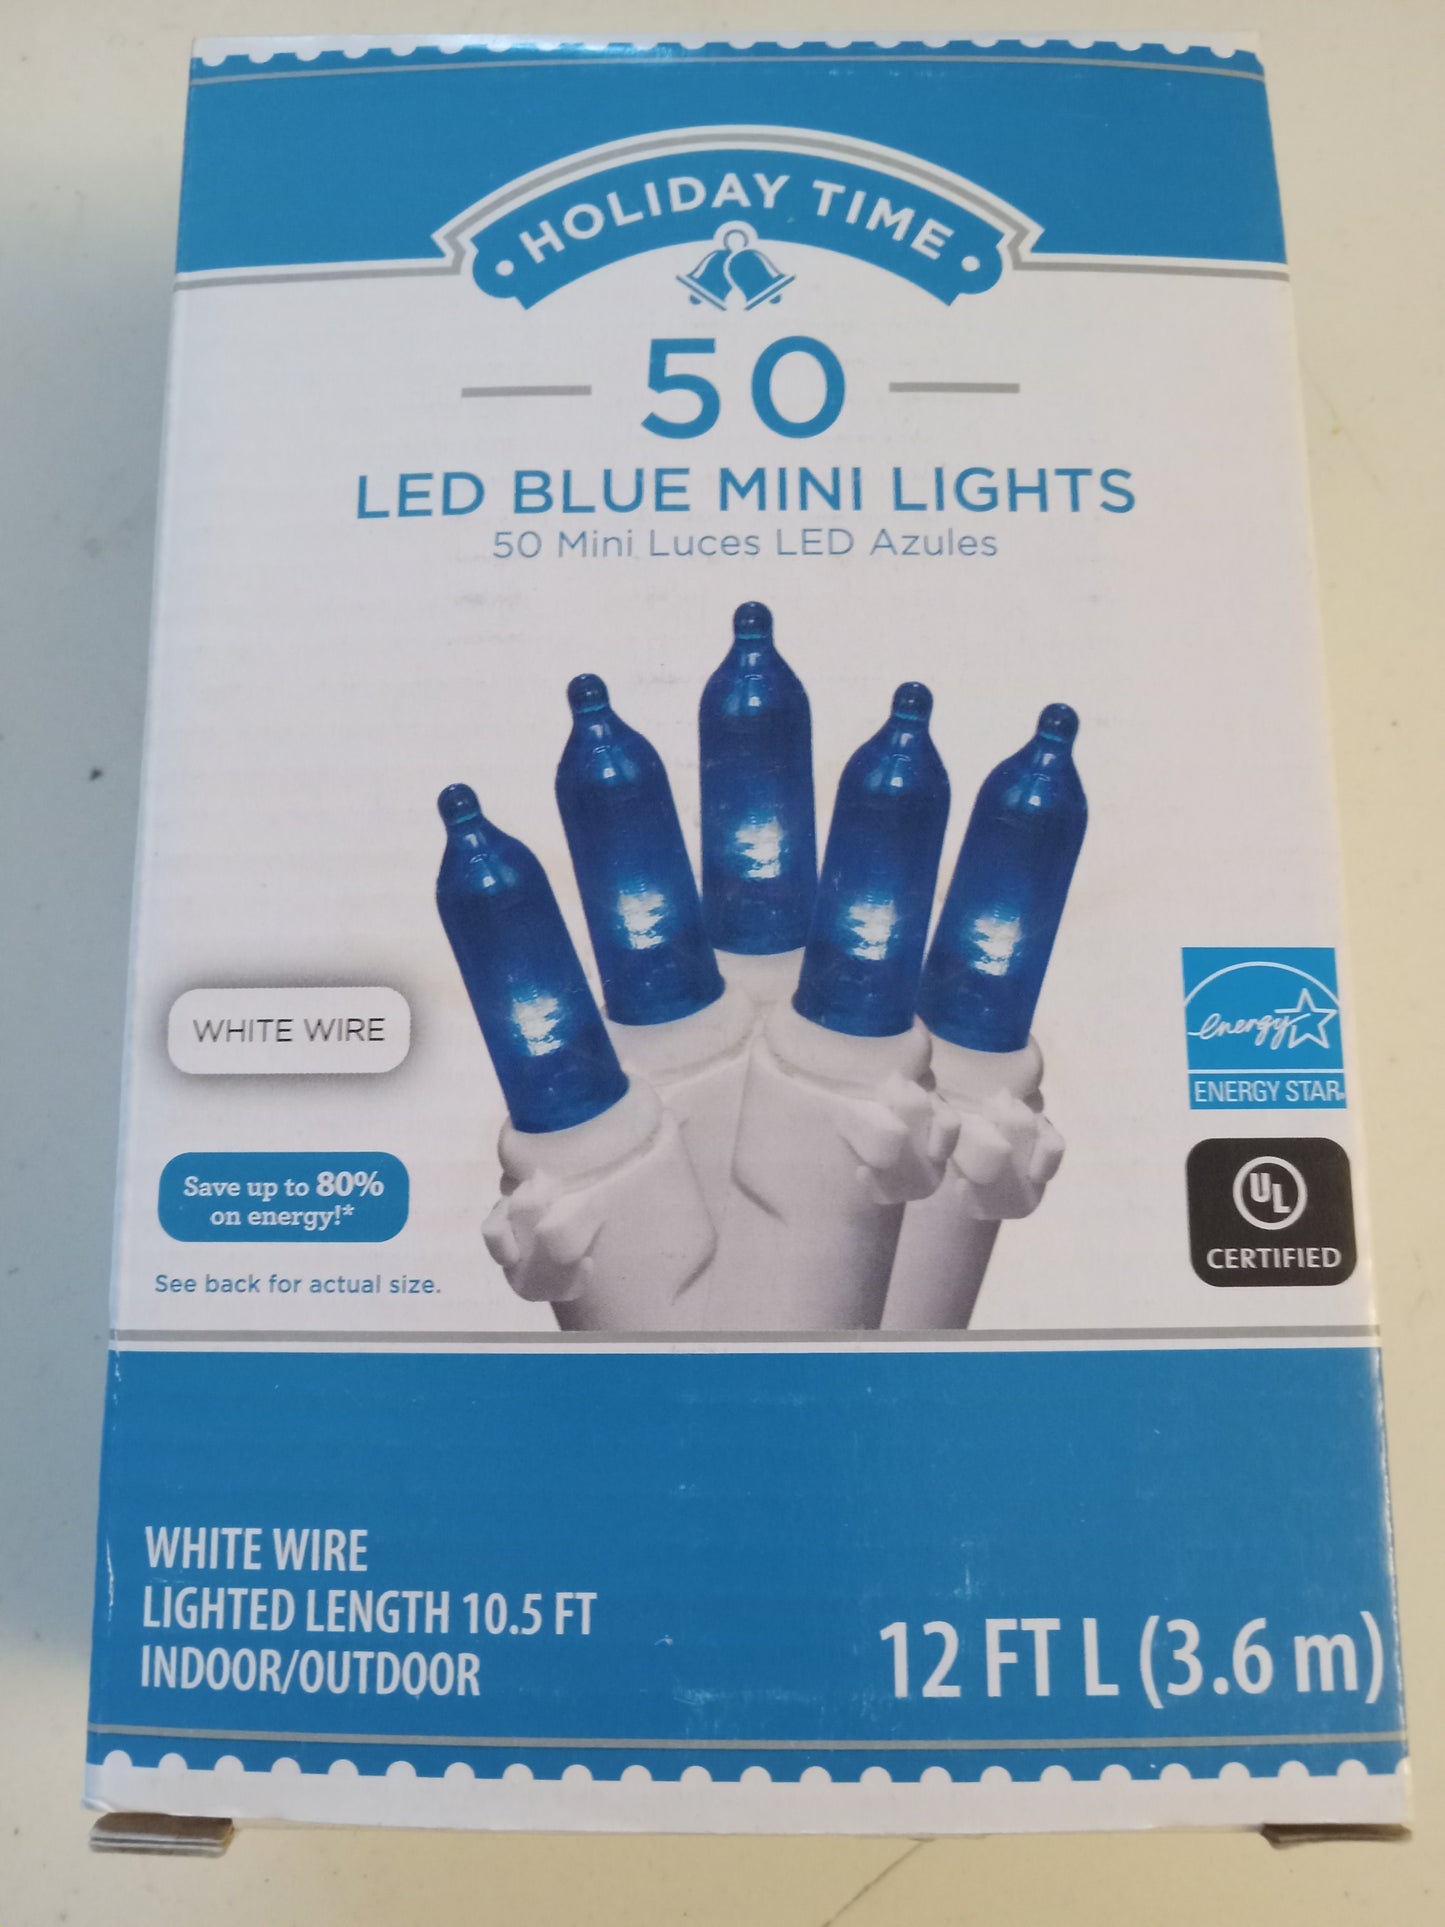 HOLIDAY TIME
50
LED BLUE MINI LIGHTS
50 Mini Luces LED Azules
WHITE WIRE
energy
ENERGY STAR
Save up to 80%
on energy!*
UL
CERTIFIED
See back for actual size.
WHITE WIRE
LIGHTED LENGTH 10.5 FT
INDOOR/OUTDOOR
12 FT L (3.6 m)